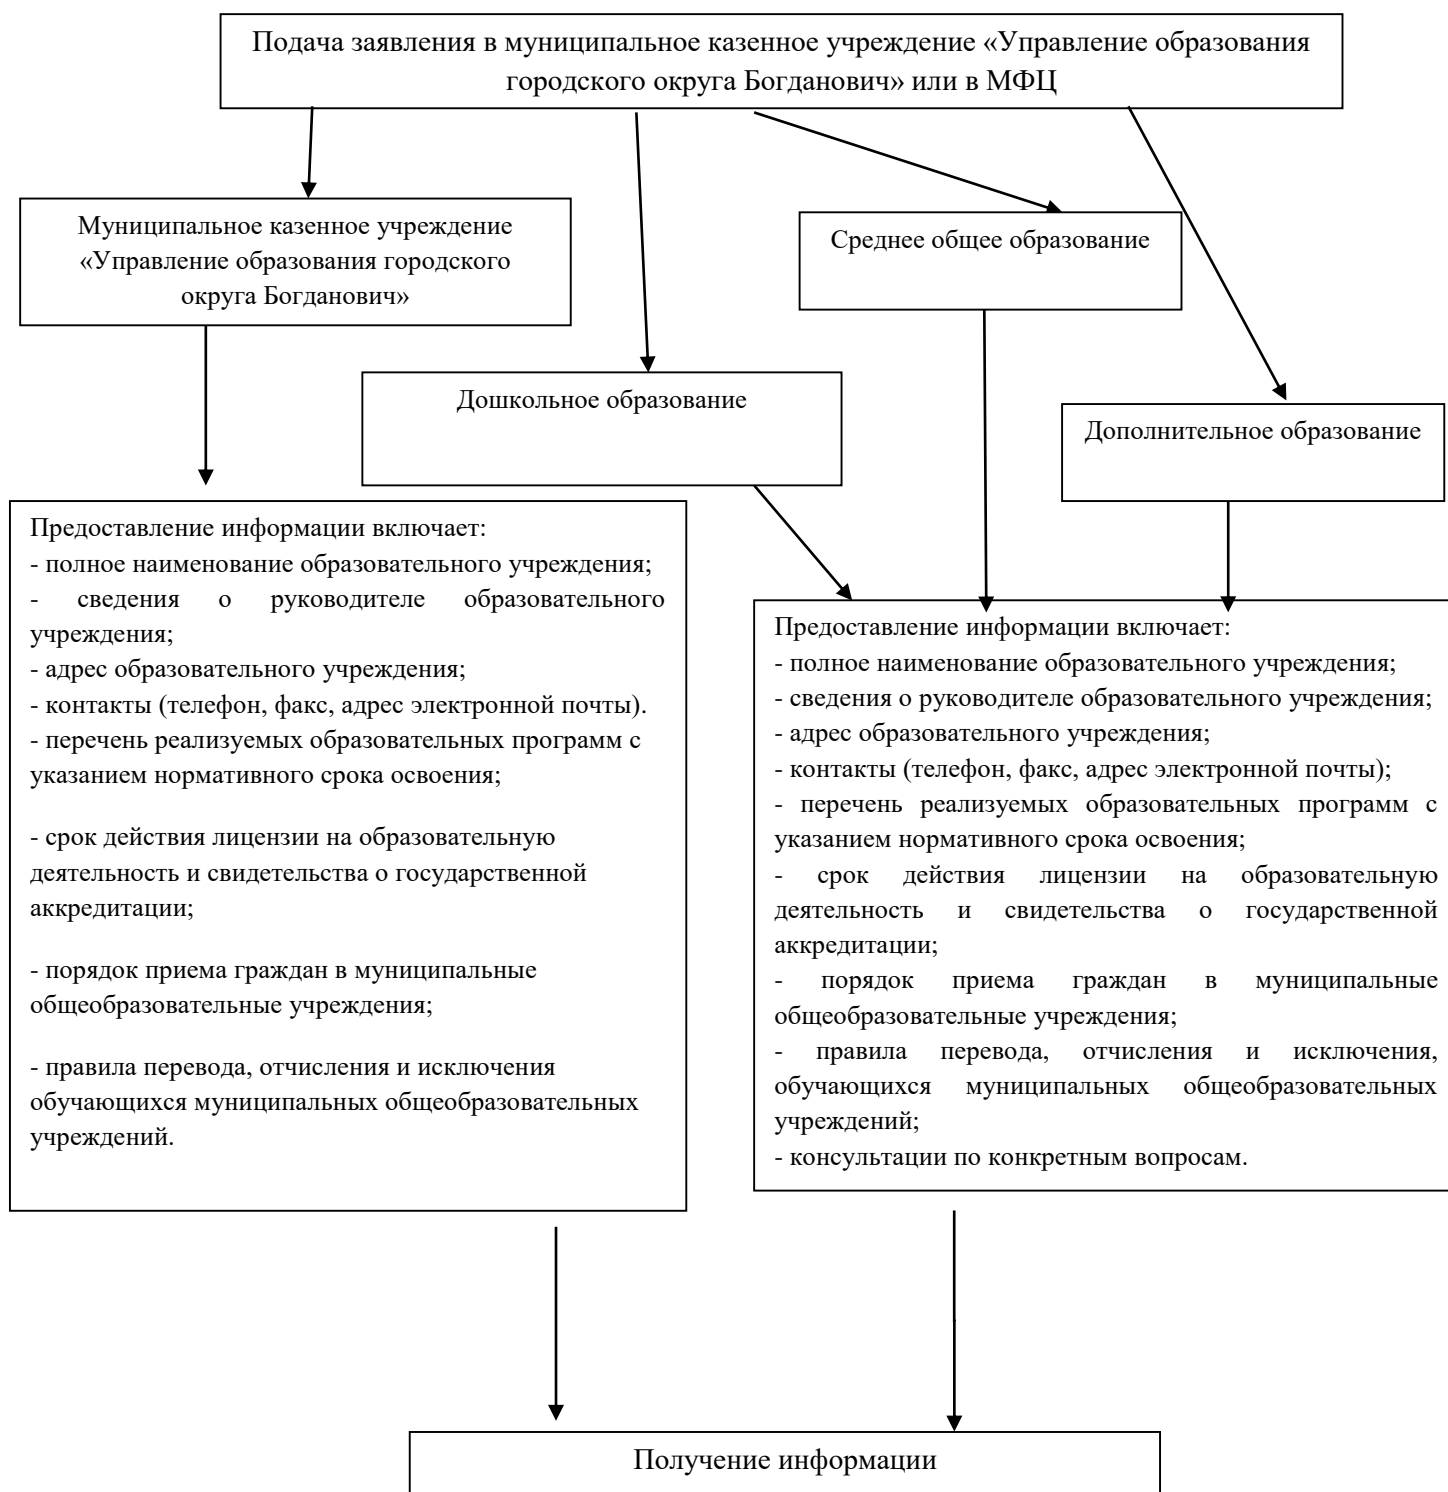 Подача заявления в муниципальное казенное учреждение «Управление образования
городского округа Богданович» или в МФЦ
Муниципальное казенное учреждение
«Управление образования городского
округа Богданович»
Среднее общее образование
Дошкольное образование
Дополнительное образование
Предоставление информации включает:
- полное наименование образовательного учреждения;
- сведения о руководителе образовательного
учреждения;
- адрес образовательного учреждения;
- контакты (телефон, факс, адрес электронной почты).
- перечень реализуемых образовательных программ с
указанием нормативного срока освоения;
- срок действия лицензии на образовательную
деятельность и свидетельства о государственной
аккредитации;
- порядок приема граждан в муниципальные
общеобразовательные учреждения;
- правила перевода, отчисления и исключения
обучающихся муниципальных общеобразовательных
учреждений.
Предоставление информации включает:
- полное наименование образовательного учреждения;
- сведения о руководителе образовательного учреждения;
- адрес образовательного учреждения;
- контакты (телефон, факс, адрес электронной почты);
- перечень реализуемых образовательных программ с
указанием нормативного срока освоения;
- срок действия лицензии на образовательную
деятельность и свидетельства о государственной
аккредитации;
- порядок приема граждан в муниципальные
общеобразовательные учреждения;
- правила перевода, отчисления и исключения,
обучающихся муниципальных общеобразовательных
учреждений;
- консультации по конкретным вопросам.
Получение информации